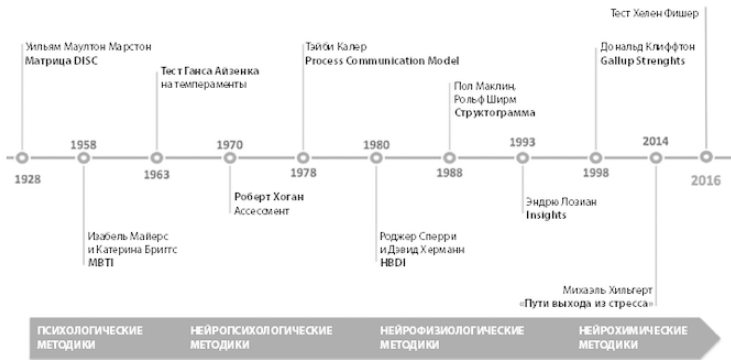 Тест Хелен Фишер
Уильям Маултон Марстон
Матрица DISC
Тест Ганса Айзенка
на темпераменты
Тэйби Калер
Process Communication Model
Пол Маклин,
Рольф Ширм
Структограмма
Дональд Клиффтон
Gallup Strenghts
1958
1970
1980
1993
2014
1928
1963
1978
1988
1998
2016
Изабель Майерс
и Катерина Бриггс
MBTI
Роберт Хоган
Ассессмент
Роджер Сперри
и Дэвид Херманн
HBDI
Эндрю Лозиан
Insights
Михаэль Хильгерт
«Пути выхода из стресса»
ПСИХОЛОГИЧЕСКИЕ
МЕТОДИКИ
НЕЙРОПСИХОЛОГИЧЕСКИЕ
МЕТОДИКИ
НЕЙРОФИЗИОЛОГИЧЕСКИЕ
МЕТОДИКИ
НЕЙРОХИМИЧЕСКИЕ
МЕТОДИКИ